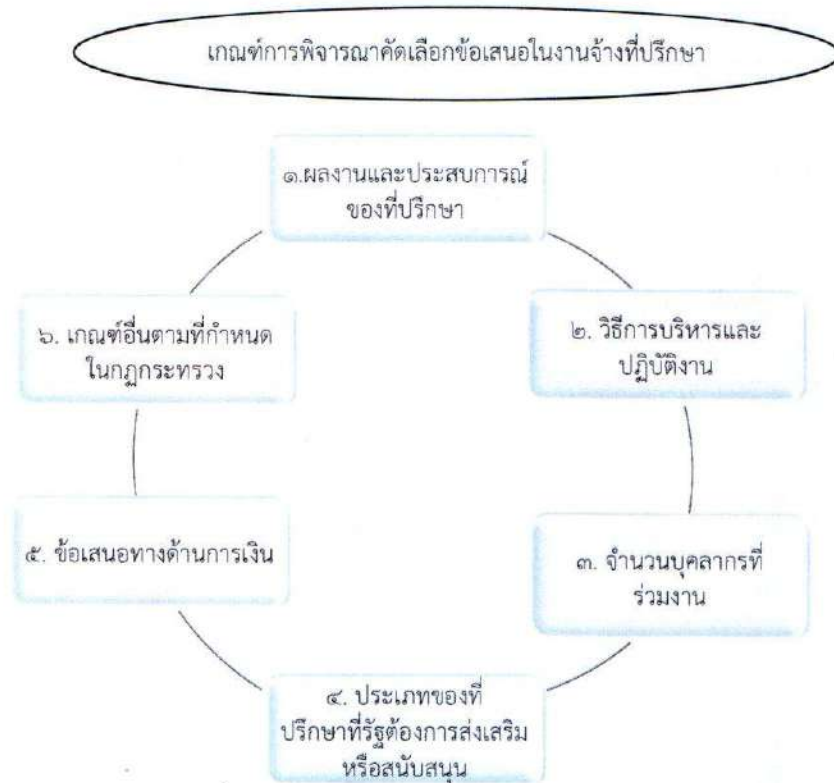 เกณฑ์การพิจารณาคัดเลือกข้อเสนอในงานจ้างที่ปรึกษา
๑.ผลงานและประสบการณ์
ของที่ปรึกษา
๒. วิธีการบริหารและ
ปฏิบัติงาน
๓. จำนวนบุคลากรที่
ร่วมงาน
๔. ประเภทของที่
ปรึกษาที่รัฐต้องการส่งเสริม
หรือสนับสนุน
๕. ข้อเสนอทางด้านการเงิน
๖. เกณฑ์อื่นตามที่กำหนด
ในกฎกระทรวง